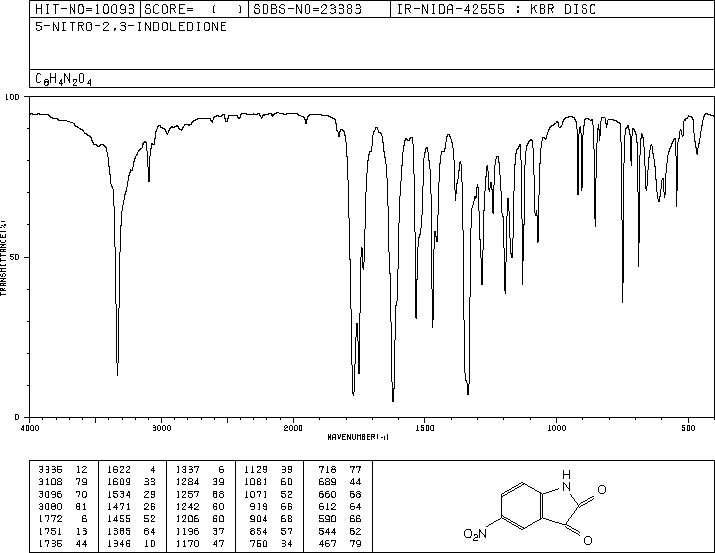 HIT-NO=10093 SCORE= ( ) SDBS-NO=23383 IR-NIDA-42555 : KBR DISC
5-NITRO-2,3-INDOLEDIONE
C8H4N2O4
100
50
0
TRANSMITTANCE(%)
4000 3000 2000 1500 1000 500
WAVENUMBER(-1)
3336 12 1622 4 1337 6 1129 39 718 77
3108 79 1609 33 1284 39 1081 60 689 44
3096 70 1534 29 1257 68 1071 52 660 68
3080 81 1471 26 1242 60 919 66 612 64
1772 6 1455 52 1206 60 904 68 590 66
1751 13 1385 64 1196 37 854 57 544 62
1736 44 1346 10 1170 47 750 34 467 79
H
N
O
O
O2N